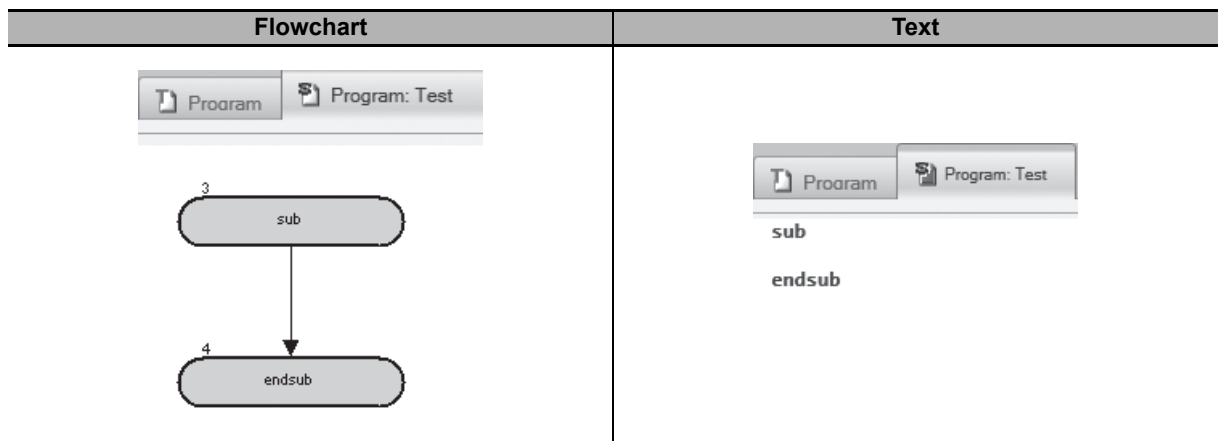 Flowchart
Text
Program
Program: Test
3
sub
4
endsub
Program
Program: Test
sub
endsub